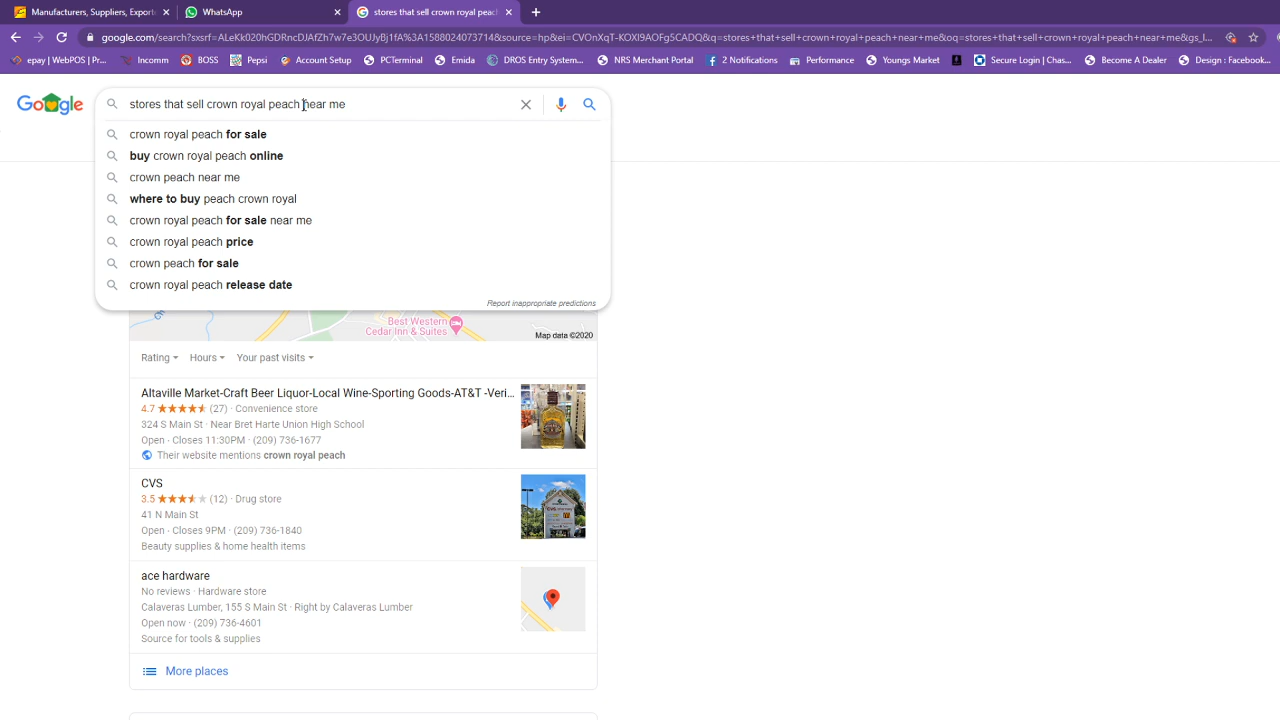 Manufacturers, Suppliers, Exporte
WhatsApp
stores that sell crown royal peach
google.com/search?sxsrf=ALeKk020hGDRncDJAfZh7w7e3OUJyBj1fA%3A1588024073714&source=hp&ei=CVOnXqT-KOXI9AOFg5CADQ&q=stores+that+sell+crown+royal+peach+near+me&oq=stores+that+sell+crown+royal+peach+near+me&gs_l...
epay | WebPOS | Pr... Incomm BOSS Pepsi Account Setup PCTerminal Emida DROS Entry System... NRS Merchant Portal 2 Notifications Performance Youngs Market Secure Login | Chas... Become A Dealer Design : Facebook...
Google
stores that sell crown royal peach near me
crown royal peach for sale
buy crown royal peach online
crown peach near me
where to buy peach crown royal
crown royal peach for sale near me
crown royal peach price
crown peach for sale
crown royal peach release date
Report inappropriate predictions
Best Western
Cedar Inn & Suites
Map data ©2020
Rating Hours Your past visits
Altaville Market-Craft Beer Liquor-Local Wine-Sporting Goods-AT&T -Veri...
4.7 (27) · Convenience store
324 S Main St · Near Bret Harte Union High School
Open · Closes 11:30PM · (209) 736-1677
Their website mentions crown royal peach
CVS
3.5 (12) · Drug store
41 N Main St
Open · Closes 9PM · (209) 736-1840
Beauty supplies & home health items
ace hardware
No reviews · Hardware store
Calaveras Lumber, 155 S Main St · Right by Calaveras Lumber
Open now · (209) 736-4601
Source for tools & supplies
More places